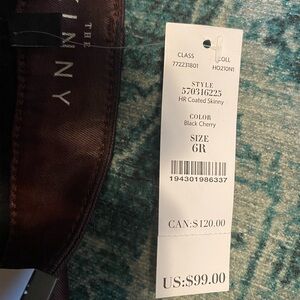 THE
SKINNY
CLASS COLL
772231801 HO210N1
STYLE
570316225
HR Coated Skinny
COLOR
Black Cherry
SIZE
6R
194301986337
CAN:$120.00
US:$99.00